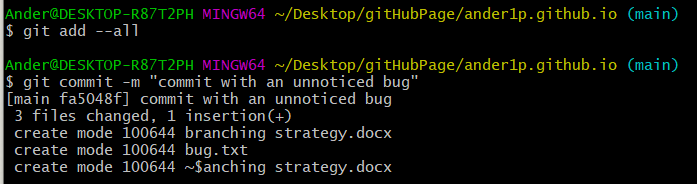 Ander@DESKTOP-R87T2PH MINGW64 ~/Desktop/gitHubPage/ander1p.github.io (main)
$ git add --all
Ander@DESKTOP-R87T2PH MINGW64 ~/Desktop/gitHubPage/ander1p.github.io (main)
$ git commit -m "commit with an unnoticed bug"
[main fa5048f] commit with an unnoticed bug
3 files changed, 1 insertion(+)
create mode 100644 branching strategy.docx
create mode 100644 bug.txt
create mode 100644 ~$anching strategy.docx